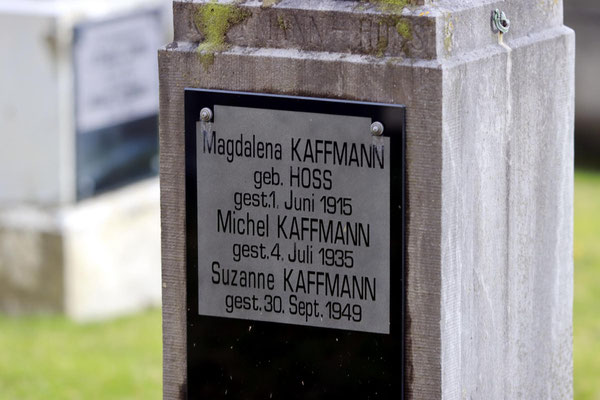 Magdalena KAFFMANN
geb. HOSS
gest.1. Juni 1915
Michel KAFFMANN
gest. 4. Juli 1935
Suzanne KAFFMANN
gest. 30. Sept. 1949